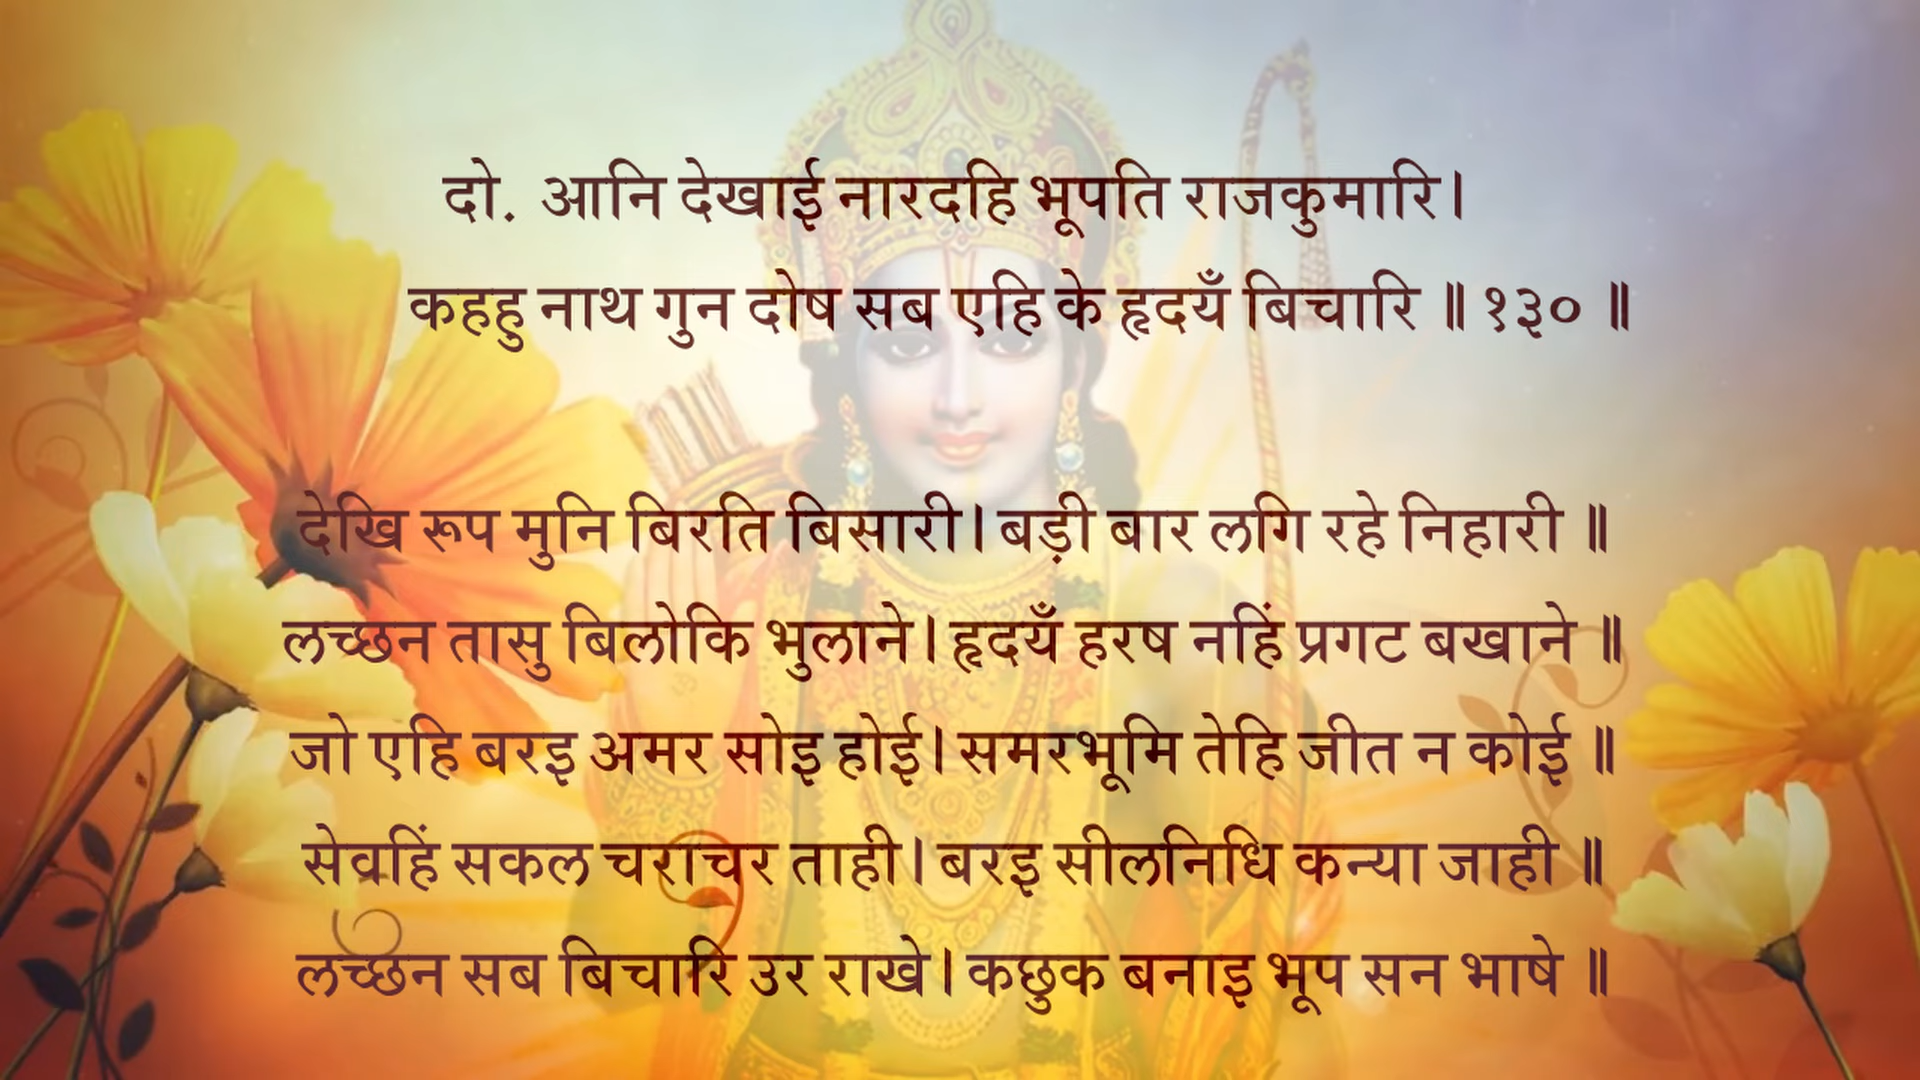 दो. आनि देखाई नारदहि भूपति राजकुमारि।
कहहु नाथ गुन दोष सब एहि के हृदयँ बिचारि ॥ १३० ॥
देखि रूप मुनि बिरति बिसारी। बड़ी बार लगि रहे निहारी ॥
लच्छन तासु बिलोकि भुलाने। हृदयँ हरष नहिं प्रगट बखाने ॥
जो एहि बरइ अमर सोइ होई। समरभूमि तेहि जीत न कोई ॥
सेवहिं सकल चराचर ताही। बरइ सीलनिधि कन्या जाही ॥
लच्छन सब बिचारि उर राखे। कछुक बनाइ भूप सन भाषे ॥